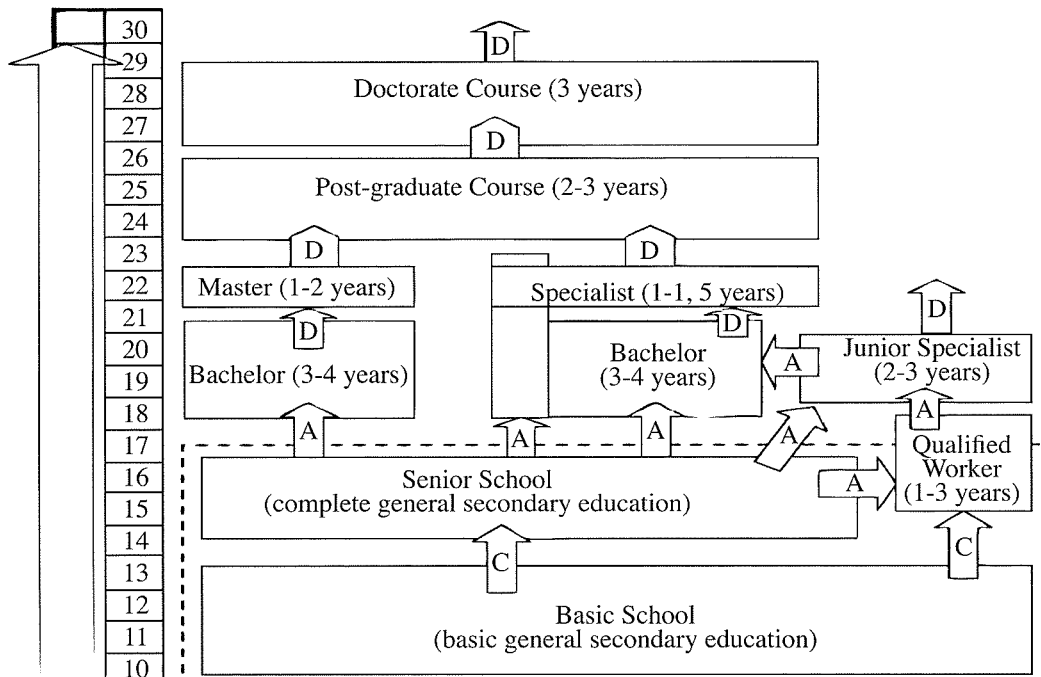 30
29
28
27
26
25
24
23
22
21
20
19
18
17
16
15
14
13
12
11
10
D
Doctorate Course (3 years)
D
Post-graduate Course (2-3 years)
D
D
Master (1-2 years)
Specialist (1-1, 5 years)
D
D
D
Bachelor (3-4 years)
Bachelor
(3-4 years)
A
Junior Specialist
(2-3 years)
A
A
A
A
A
Qualified
Worker
(1-3 years)
Senior School
(complete general secondary education)
A
C
C
Basic School
(basic general secondary education)